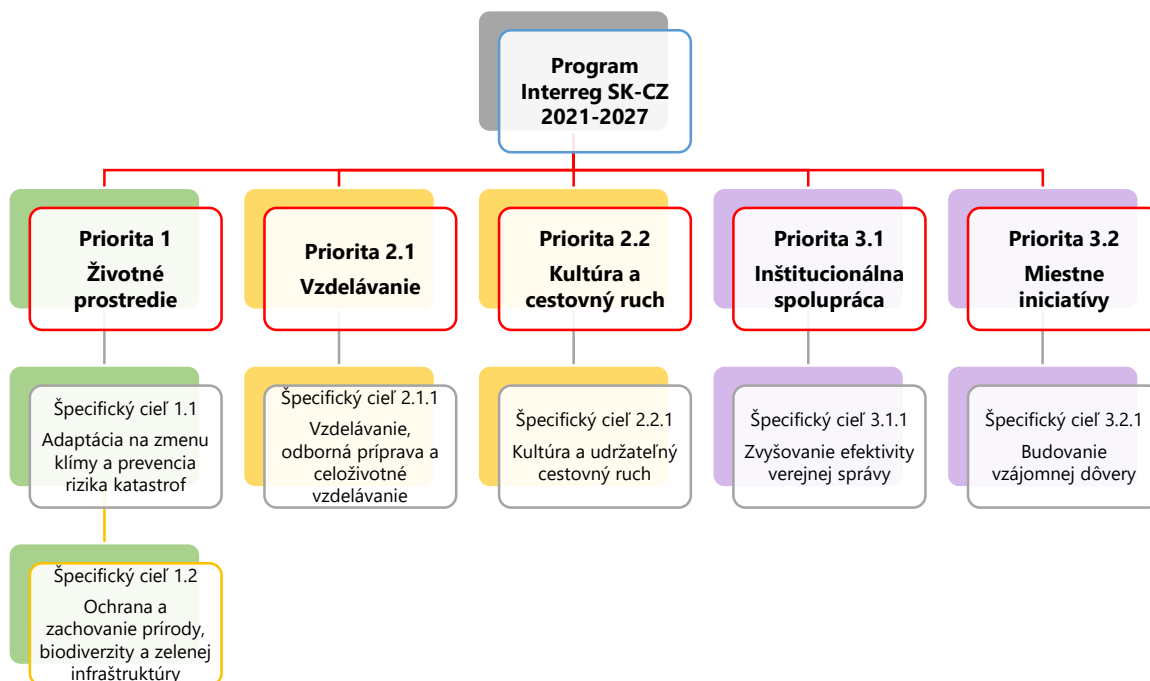 Program
Interreg SK-CZ
2021-2027
Priorita 1
Životné
prostredie
Priorita 2.1
Vzdelávanie
Priorita 2.2
Kultúra a
cestovný ruch
Priorita 3.1
Inštitucionálna
spolupráca
Priorita 3.2
Miestne
iniciatívy
Špecifický cieľ 1.1
Adaptácia na zmenu
klímy a prevencia
rizika katastrof
Špecifický cieľ 2.1.1
Vzdelávanie,
odborná príprava a
celoživotné
vzdelávanie
Špecifický cieľ 2.2.1
Kultúra a udržateľný
cestovný ruch
Špecifický cieľ 3.1.1
Zvyšovanie efektivity
verejnej správy
Špecifický cieľ 3.2.1
Budovanie
vzájomnej dôvery
Špecifický cieľ 1.2
Ochrana a
zachovanie prírody,
biodiverzity a zelenej
infraštruktúry